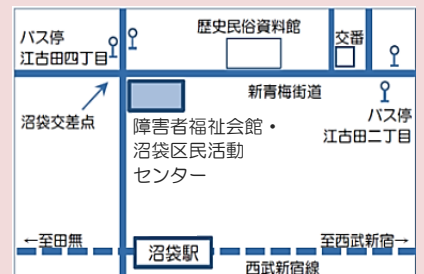 バス停
江古田四丁目
歴史民俗資料館
交番
沼袋交差点
新青梅街道
バス停
江古田二丁目
障害者福祉会館・
沼袋区民活動
センター
←至田無
沼袋駅
至西武新宿→
西武新宿線